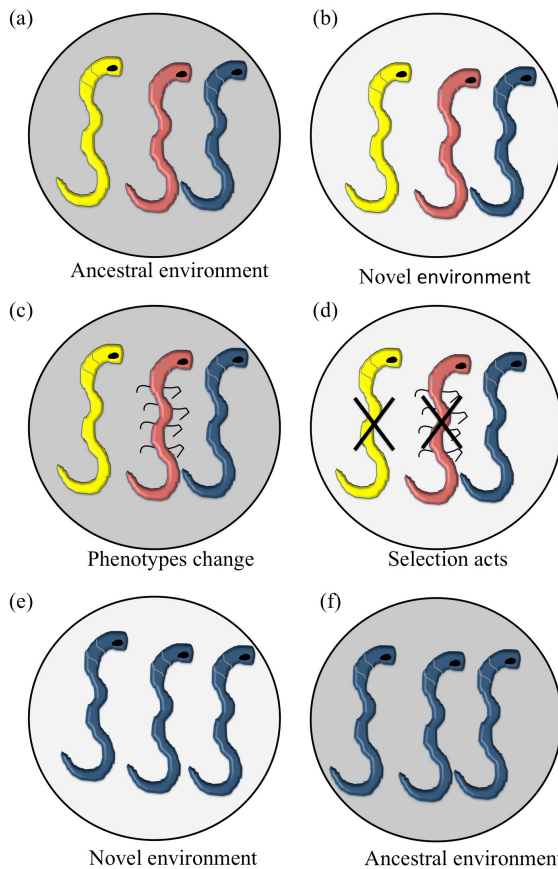 (a)
(b)
Ancestral environment
Novel environment
(c)
(d)
Phenotypes change
Selection acts
(e)
(f)
Novel environment
Ancestral environment